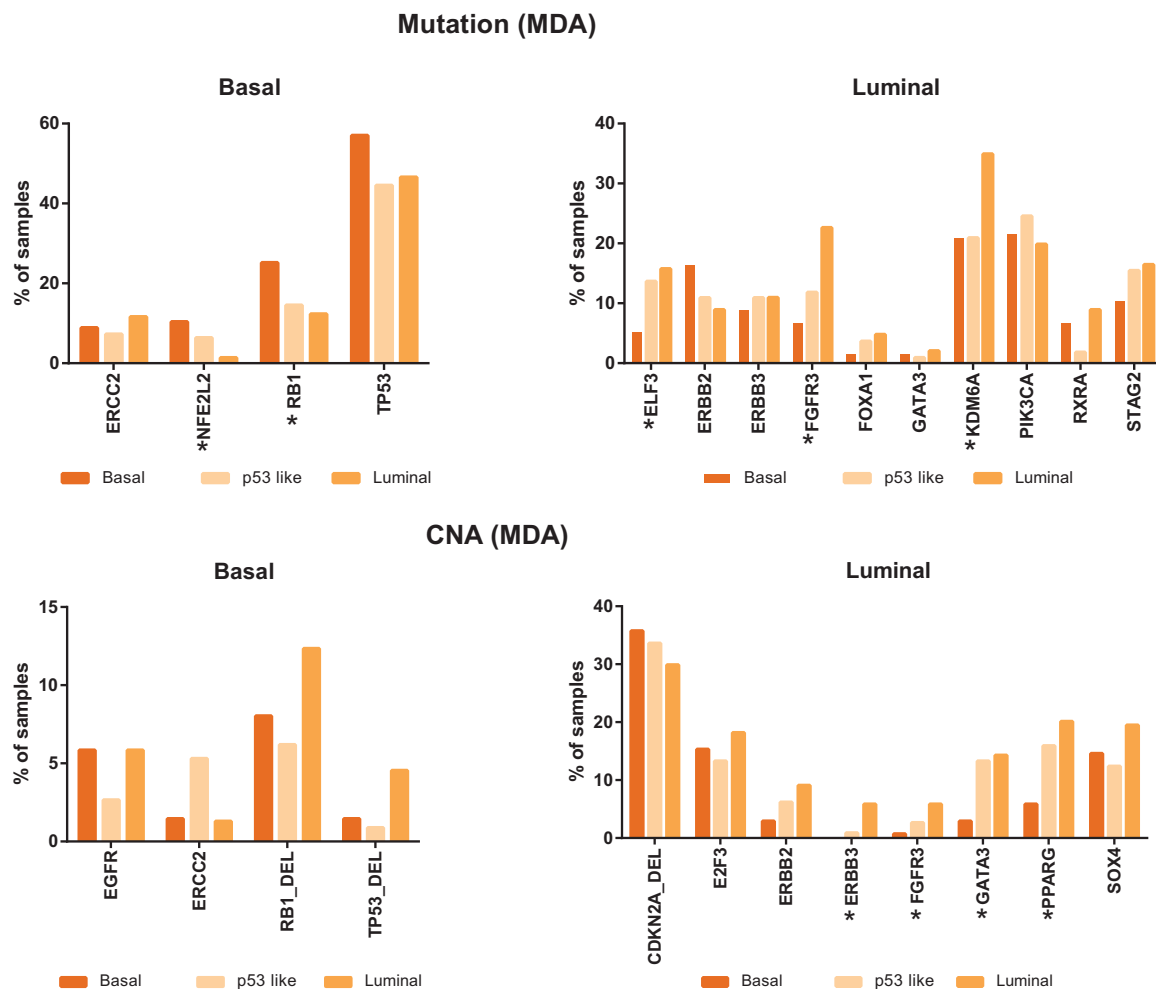 Mutation (MDA)
Basal
% of samples
60
40
20
0
ERCC2
*NFE2L2
* RB1
TP53
Basal p53 like Luminal
Luminal
% of samples
40
30
20
10
0
*ELF3
ERBB2
ERBB3
*FGFR3
FOXA1
GATA3
*KDM6A
PIK3CA
RXRA
STAG2
Basal p53 like Luminal
CNA (MDA)
Basal
% of samples
15
10
5
0
EGFR
ERCC2
RB1_DEL
TP53_DEL
Basal p53 like Luminal
Luminal
% of samples
40
30
20
10
0
CDKN2A_DEL
E2F3
ERBB2
* ERBB3
* FGFR3
* GATA3
*PPARG
SOX4
Basal p53 like Luminal